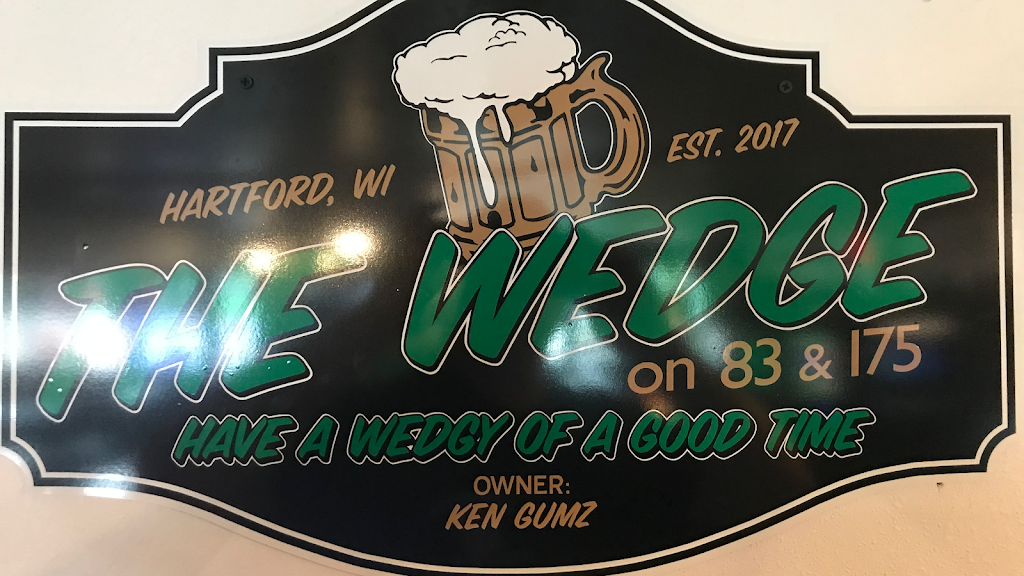 HARTFORD, WI
EST. 2017
THE WEDGE
on 83 & 175
HAVE A WEDGY OF A GOOD TIME
OWNER:
KEN GUMZ